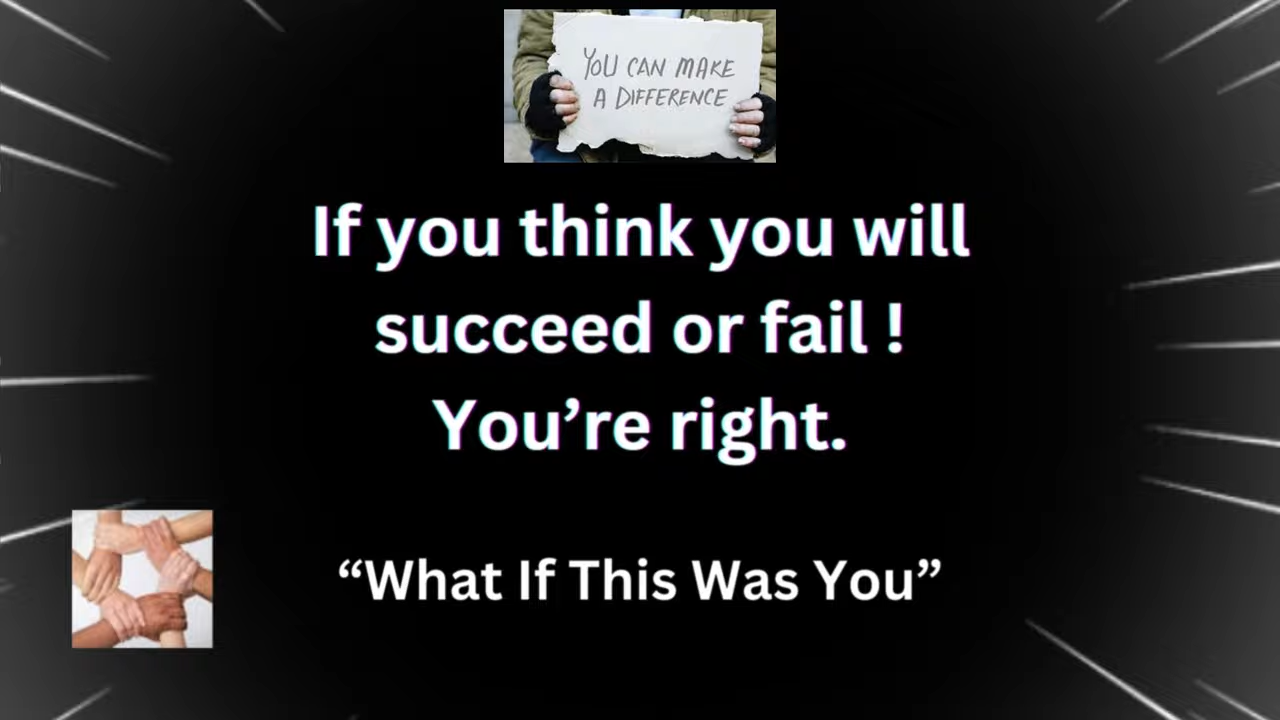 YOU CAN MAKE
A DIFFERENCE
If you think you will
succeed or fail !
You’re right.
“What If This Was You”